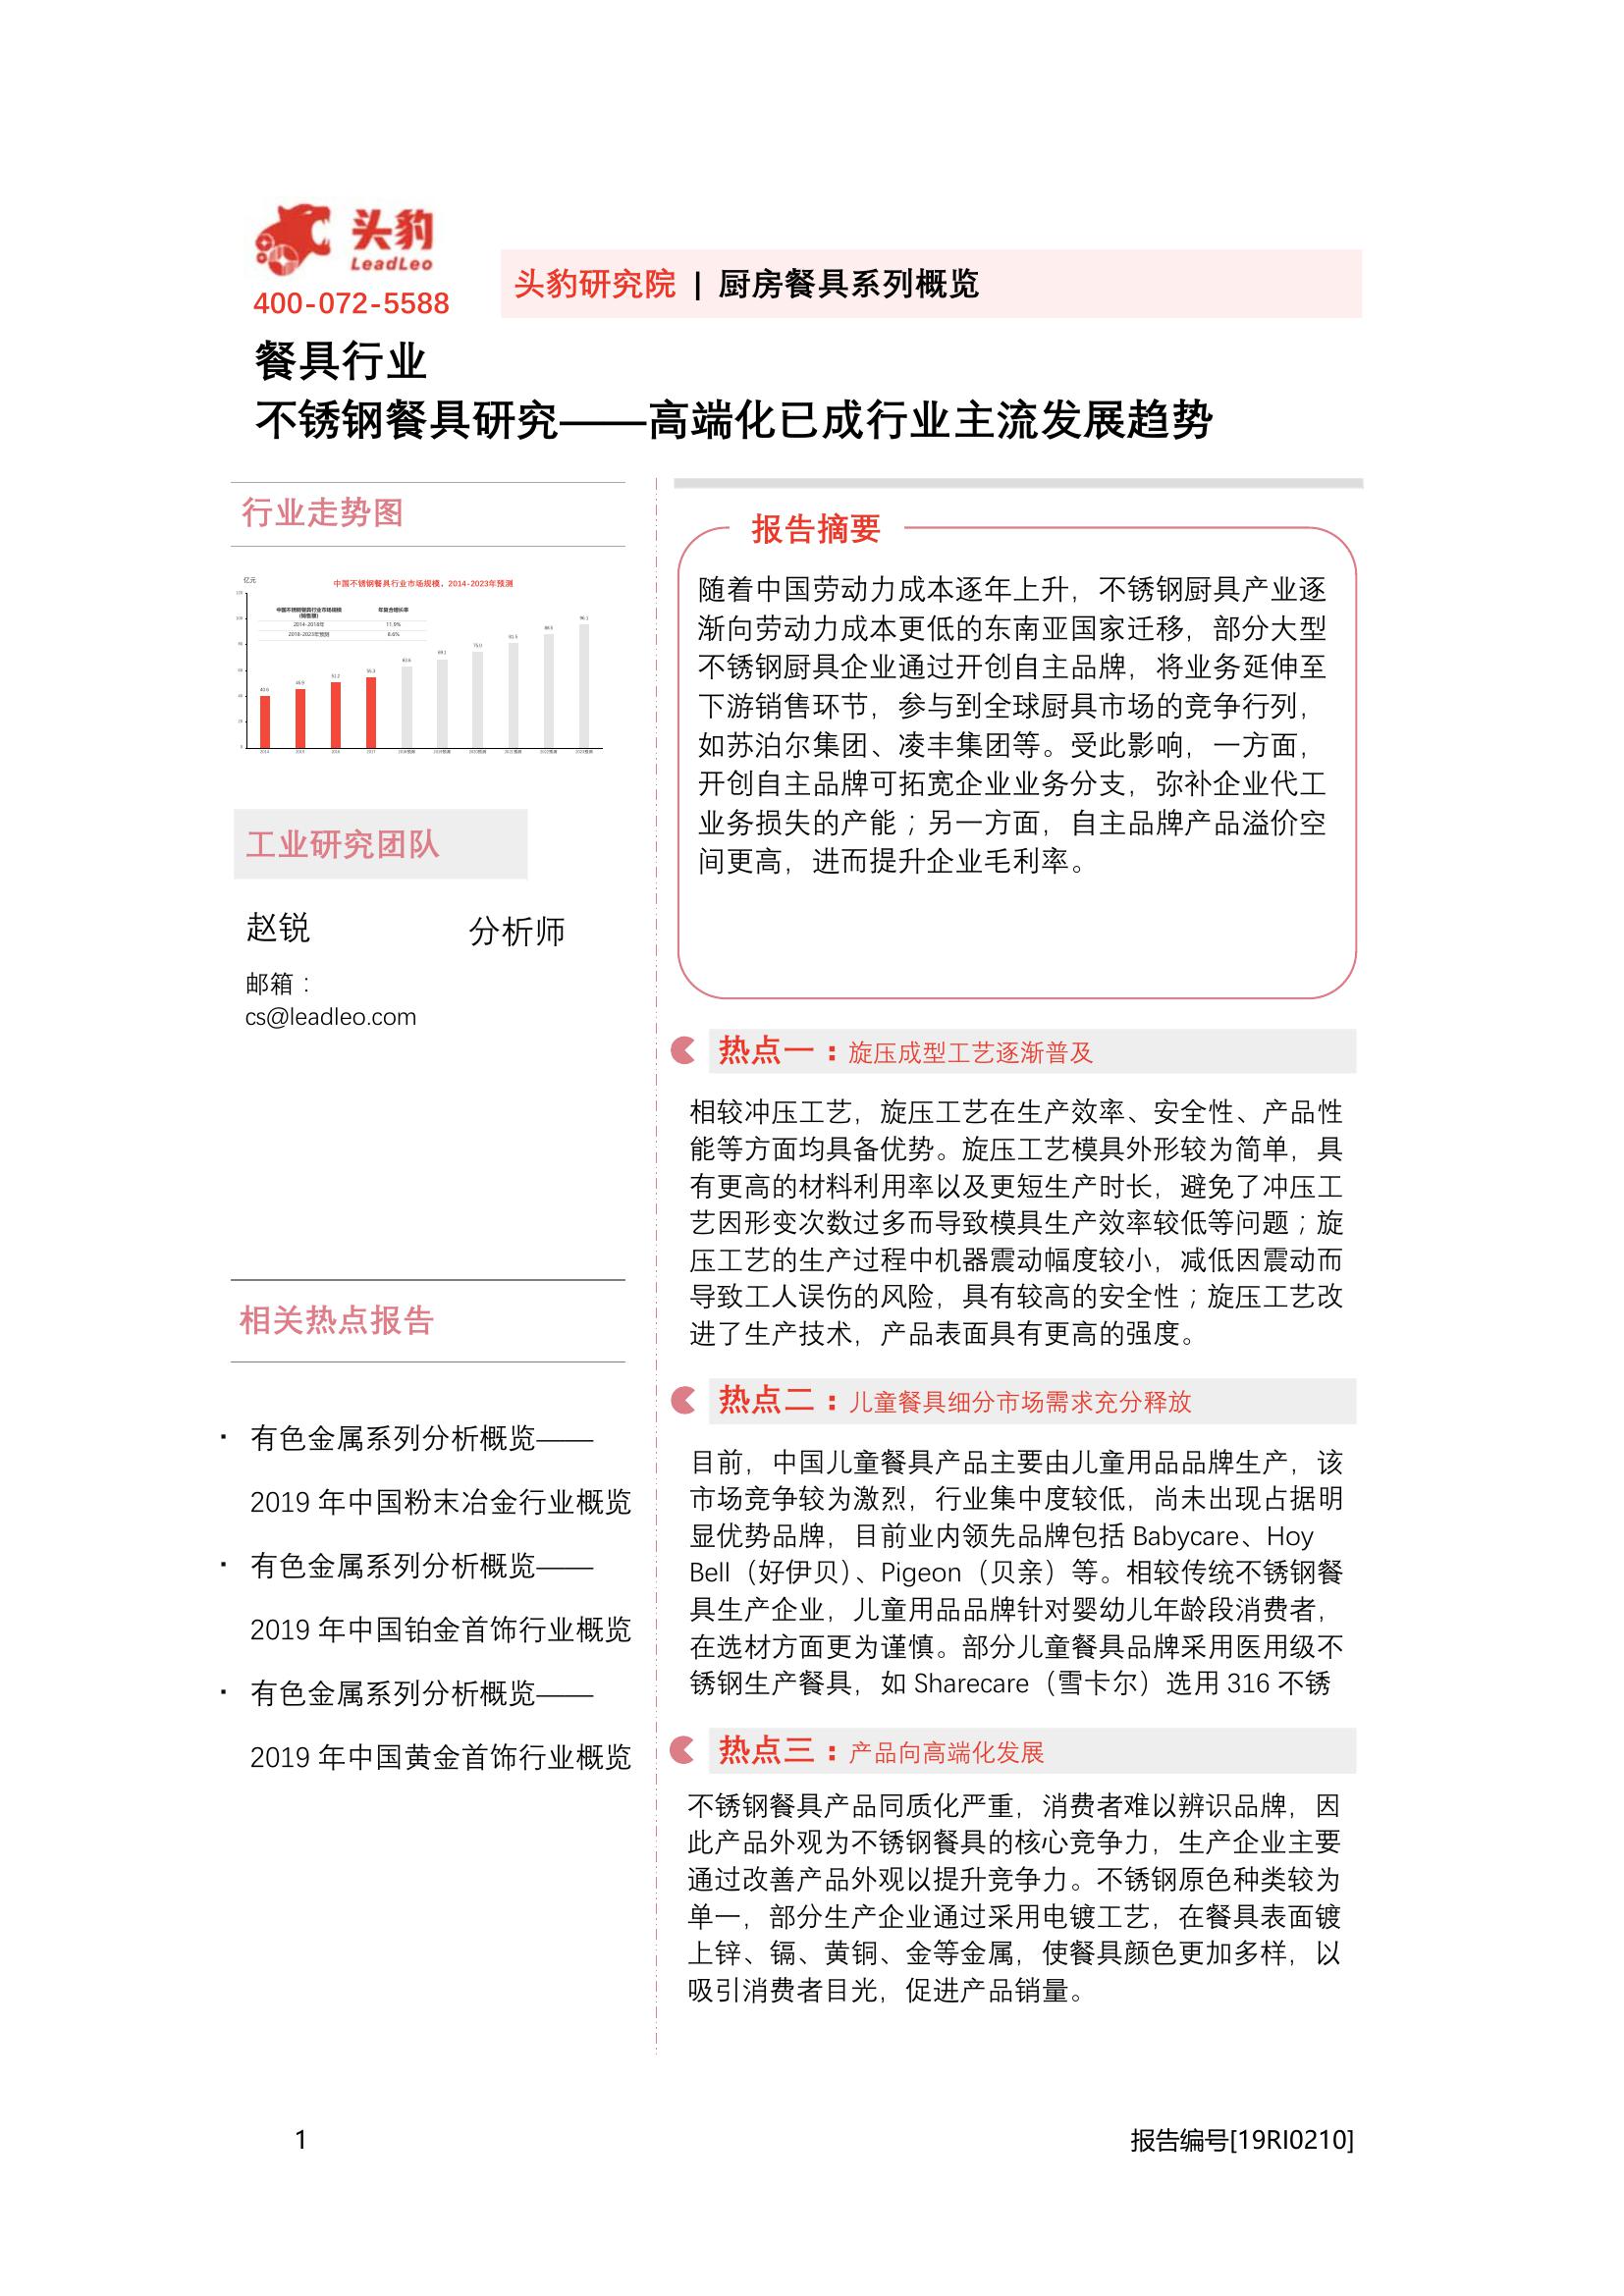 头豹
LeadLeo
400-072-5588
头豹研究院 | 厨房餐具系列概览
餐具行业
不锈钢餐具研究——高端化已成行业主流发展趋势
行业走势图
亿元
中国不锈钢餐具行业市场规模，2014-2023年预测
中国不锈钢餐具行业市场规模 年复合增长率
(销售额)
2014-2018年 11.9%
工业研究团队
赵锐 分析师
邮箱：
cs@leadleo.com
相关热点报告
· 有色金属系列分析概览——
2019 年中国粉末冶金行业概览
· 有色金属系列分析概览——
2019 年中国铂金首饰行业概览
· 有色金属系列分析概览——
2019 年中国黄金首饰行业概览
报告摘要
随着中国劳动力成本逐年上升，不锈钢厨具产业逐
渐向劳动力成本更低的东南亚国家迁移，部分大型
不锈钢厨具企业通过开创自主品牌，将业务延伸至
下游销售环节，参与到全球厨具市场的竞争行列，
如苏泊尔集团、凌丰集团等。受此影响，一方面，
开创自主品牌可拓宽企业业务分支，弥补企业代工
业务损失的产能；另一方面，自主品牌产品溢价空
间更高，进而提升企业毛利率。
热点一：旋压成型工艺逐渐普及
相较冲压工艺，旋压工艺在生产效率、安全性、产品性
能等方面均具备优势。旋压工艺模具外形较为简单，具
有更高的材料利用率以及更短生产时长，避免了冲压工
艺因形变次数过多而导致模具生产效率较低等问题；旋
压工艺的生产过程中机器震动幅度较小，减低因震动而
导致工人误伤的风险，具有较高的安全性；旋压工艺改
进了生产技术，产品表面具有更高的强度。
热点二：儿童餐具细分市场需求充分释放
目前，中国儿童餐具产品主要由儿童用品品牌生产，该
市场竞争较为激烈，行业集中度较低，尚未出现占据明
显优势品牌，目前业内领先品牌包括 Babycare、Hoy
Bell（好伊贝）、Pigeon（贝亲）等。相较传统不锈钢餐
具生产企业，儿童用品品牌针对婴幼儿年龄段消费者，
在选材方面更为谨慎。部分儿童餐具品牌采用医用级不
锈钢生产餐具，如 Sharecare（雪卡尔）选用 316 不锈
热点三：产品向高端化发展
不锈钢餐具产品同质化严重，消费者难以辨识品牌，因
此产品外观为不锈钢餐具的核心竞争力，生产企业主要
通过改善产品外观以提升竞争力。不锈钢原色种类较为
单一，部分生产企业通过采用电镀工艺，在餐具表面镀
上锌、镉、黄铜、金等金属，使餐具颜色更加多样，以
吸引消费者目光，促进产品销量。
1
报告编号[19RI0210]